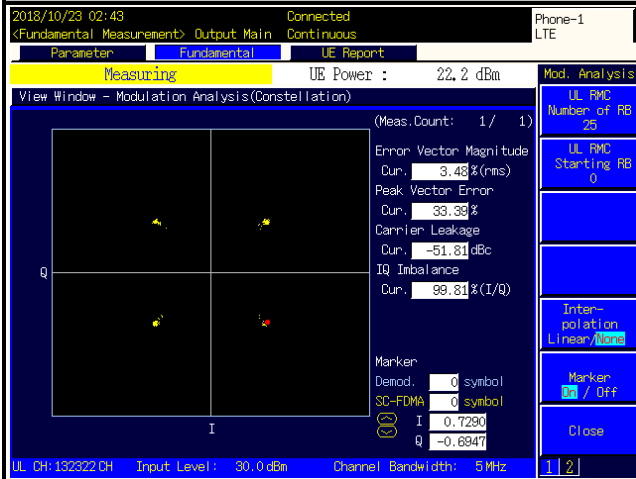 2018/10/23 02:43 Connected Phone-1
<Fundamental Measurement> Output Main Continuous LTE
Parameter Fundamental UE Report
Measuring UE Power : 22.2 dBm Mod. Analysis
View Window - Modulation Analysis(Constellation)
(Meas.Count: 1/ 1)
Error Vector Magnitude
Cur. 3.48 %(rms)
Peak Vector Error
Cur. 33.39 %
Carrier Leakage
Cur. -51.81 dBc
IQ Imbalance
Cur. 99.81 %(I/Q)
Marker
Demod. 0 symbol
SC-FDMA 0 symbol
I 0.7290
Q -0.6947
Q
I
UL RMC
Number of RB
25
UL RMC
Starting RB
0
Inter-
polation
Linear/None
Marker
On / Off
Close
UL CH:132322 CH Input Level: 30.0 dBm Channel Bandwidth: 5 MHz 1 2